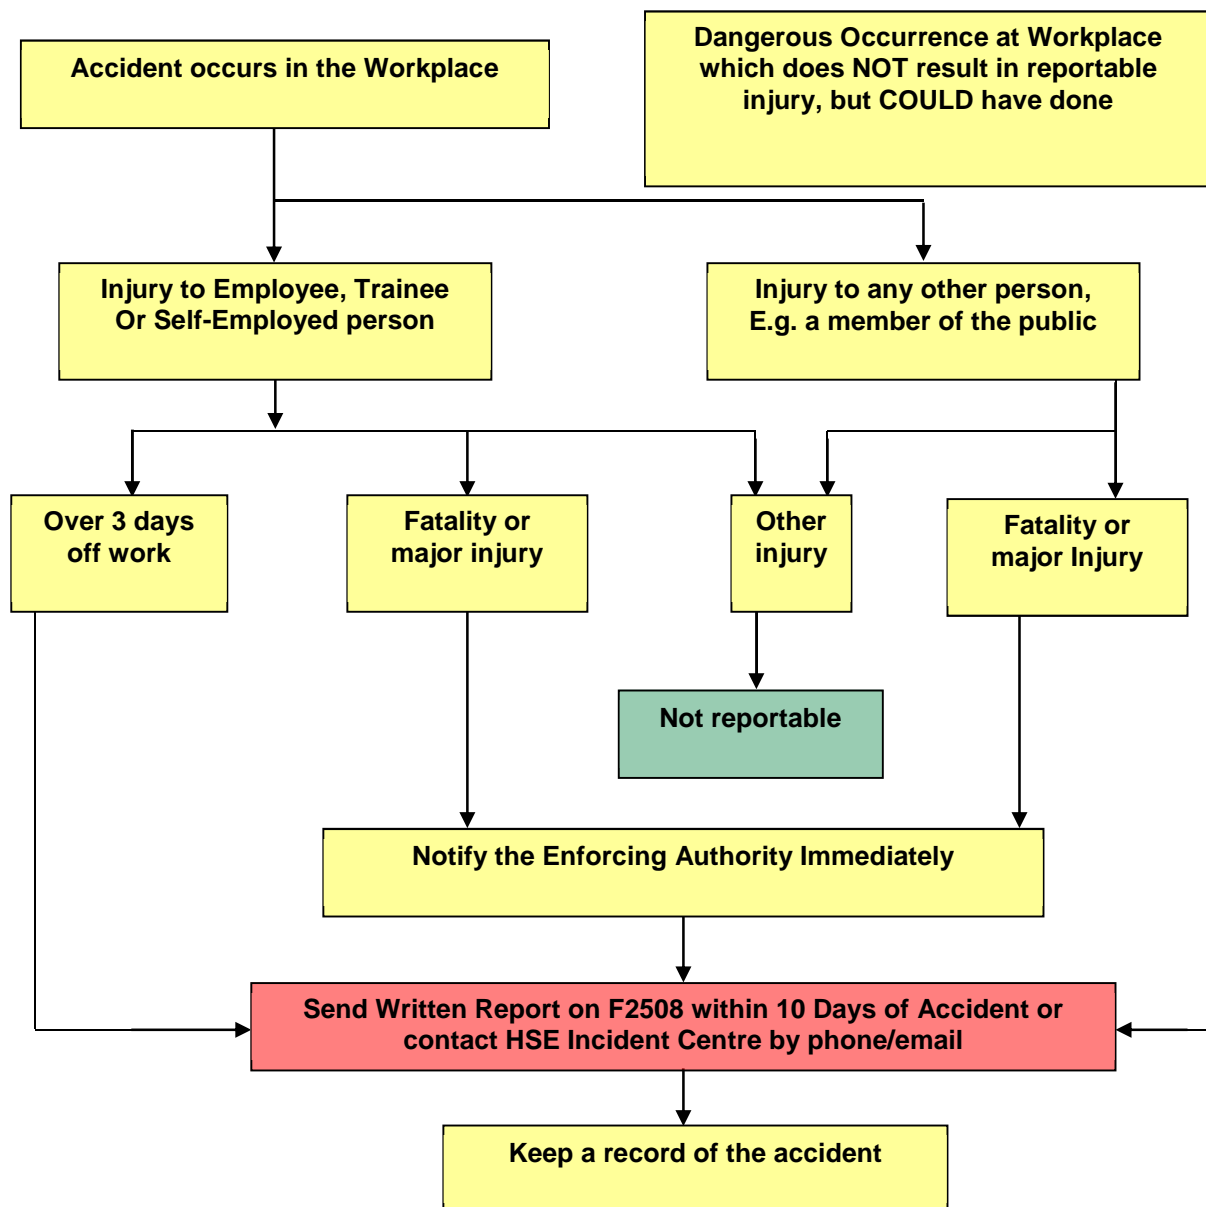 Accident occurs in the Workplace
Dangerous Occurrence at Workplace
which does NOT result in reportable
injury, but COULD have done
Injury to Employee, Trainee
Or Self-Employed person
Injury to any other person,
E.g. a member of the public
Over 3 days
off work
Fatality or
major injury
Other
injury
Fatality or
major Injury
Not reportable
Notify the Enforcing Authority Immediately
Send Written Report on F2508 within 10 Days of Accident or
contact HSE Incident Centre by phone/email
Keep a record of the accident